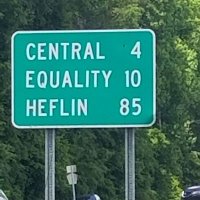 CENTRAL 4
EQUALITY 10
HEFLIN 85